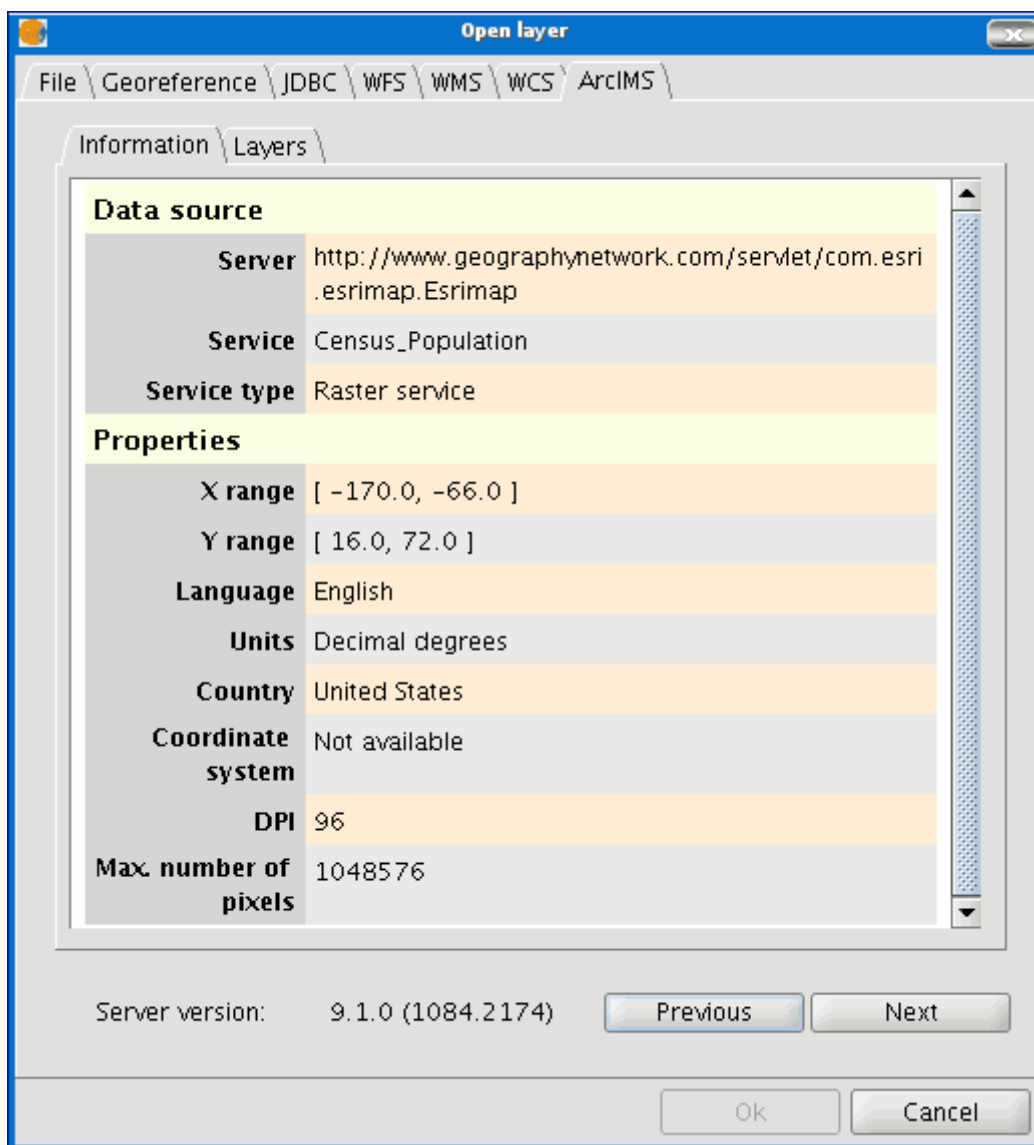 Open layer
File Georeference JDBC WFS WMS WCS ArcIMS
Information Layers
Data source
Server http://www.geographynetwork.com/servlet/com.esri
.esrimap.Esrimap
Service Census_Population
Service type Raster service
Properties
X range [ -170.0, -66.0 ]
Y range [ 16.0, 72.0 ]
Language English
Units Decimal degrees
Country United States
Coordinate Not available
system
DPI 96
Max. number of 1048576
pixels
Server version: 9.1.0 (1084.2174) Previous Next
Ok Cancel